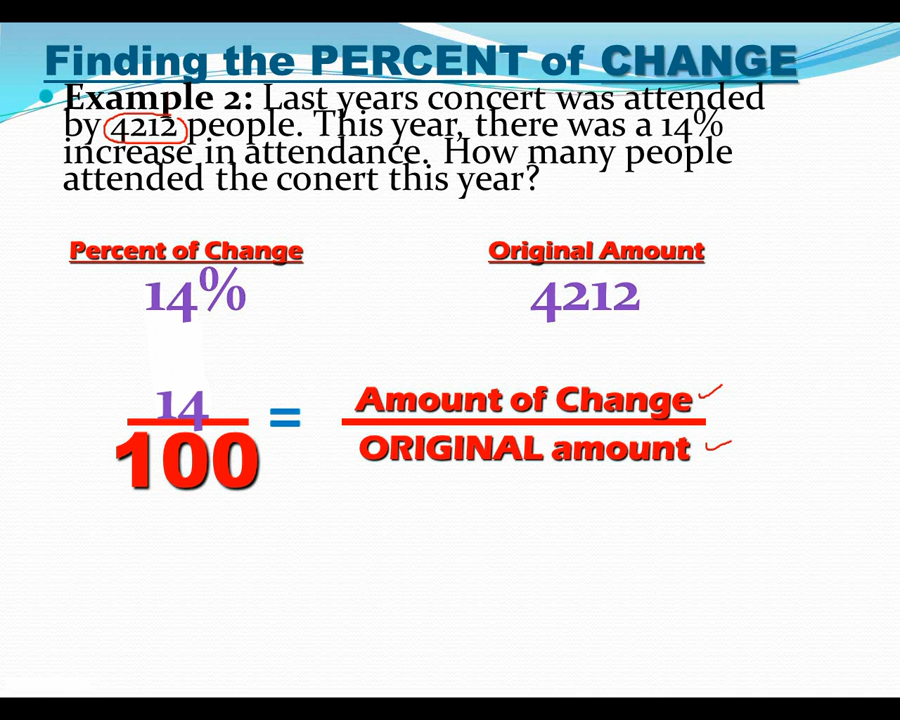 Finding the PERCENT of CHANGE
• Example 2: Last years concert was attended
by 4212 people. This year, there was a 14%
increase in attendance. How many people
attended the conert this year?
Percent of Change
Original Amount
14%
4212
14
100
=
Amount of Change
ORIGINAL amount